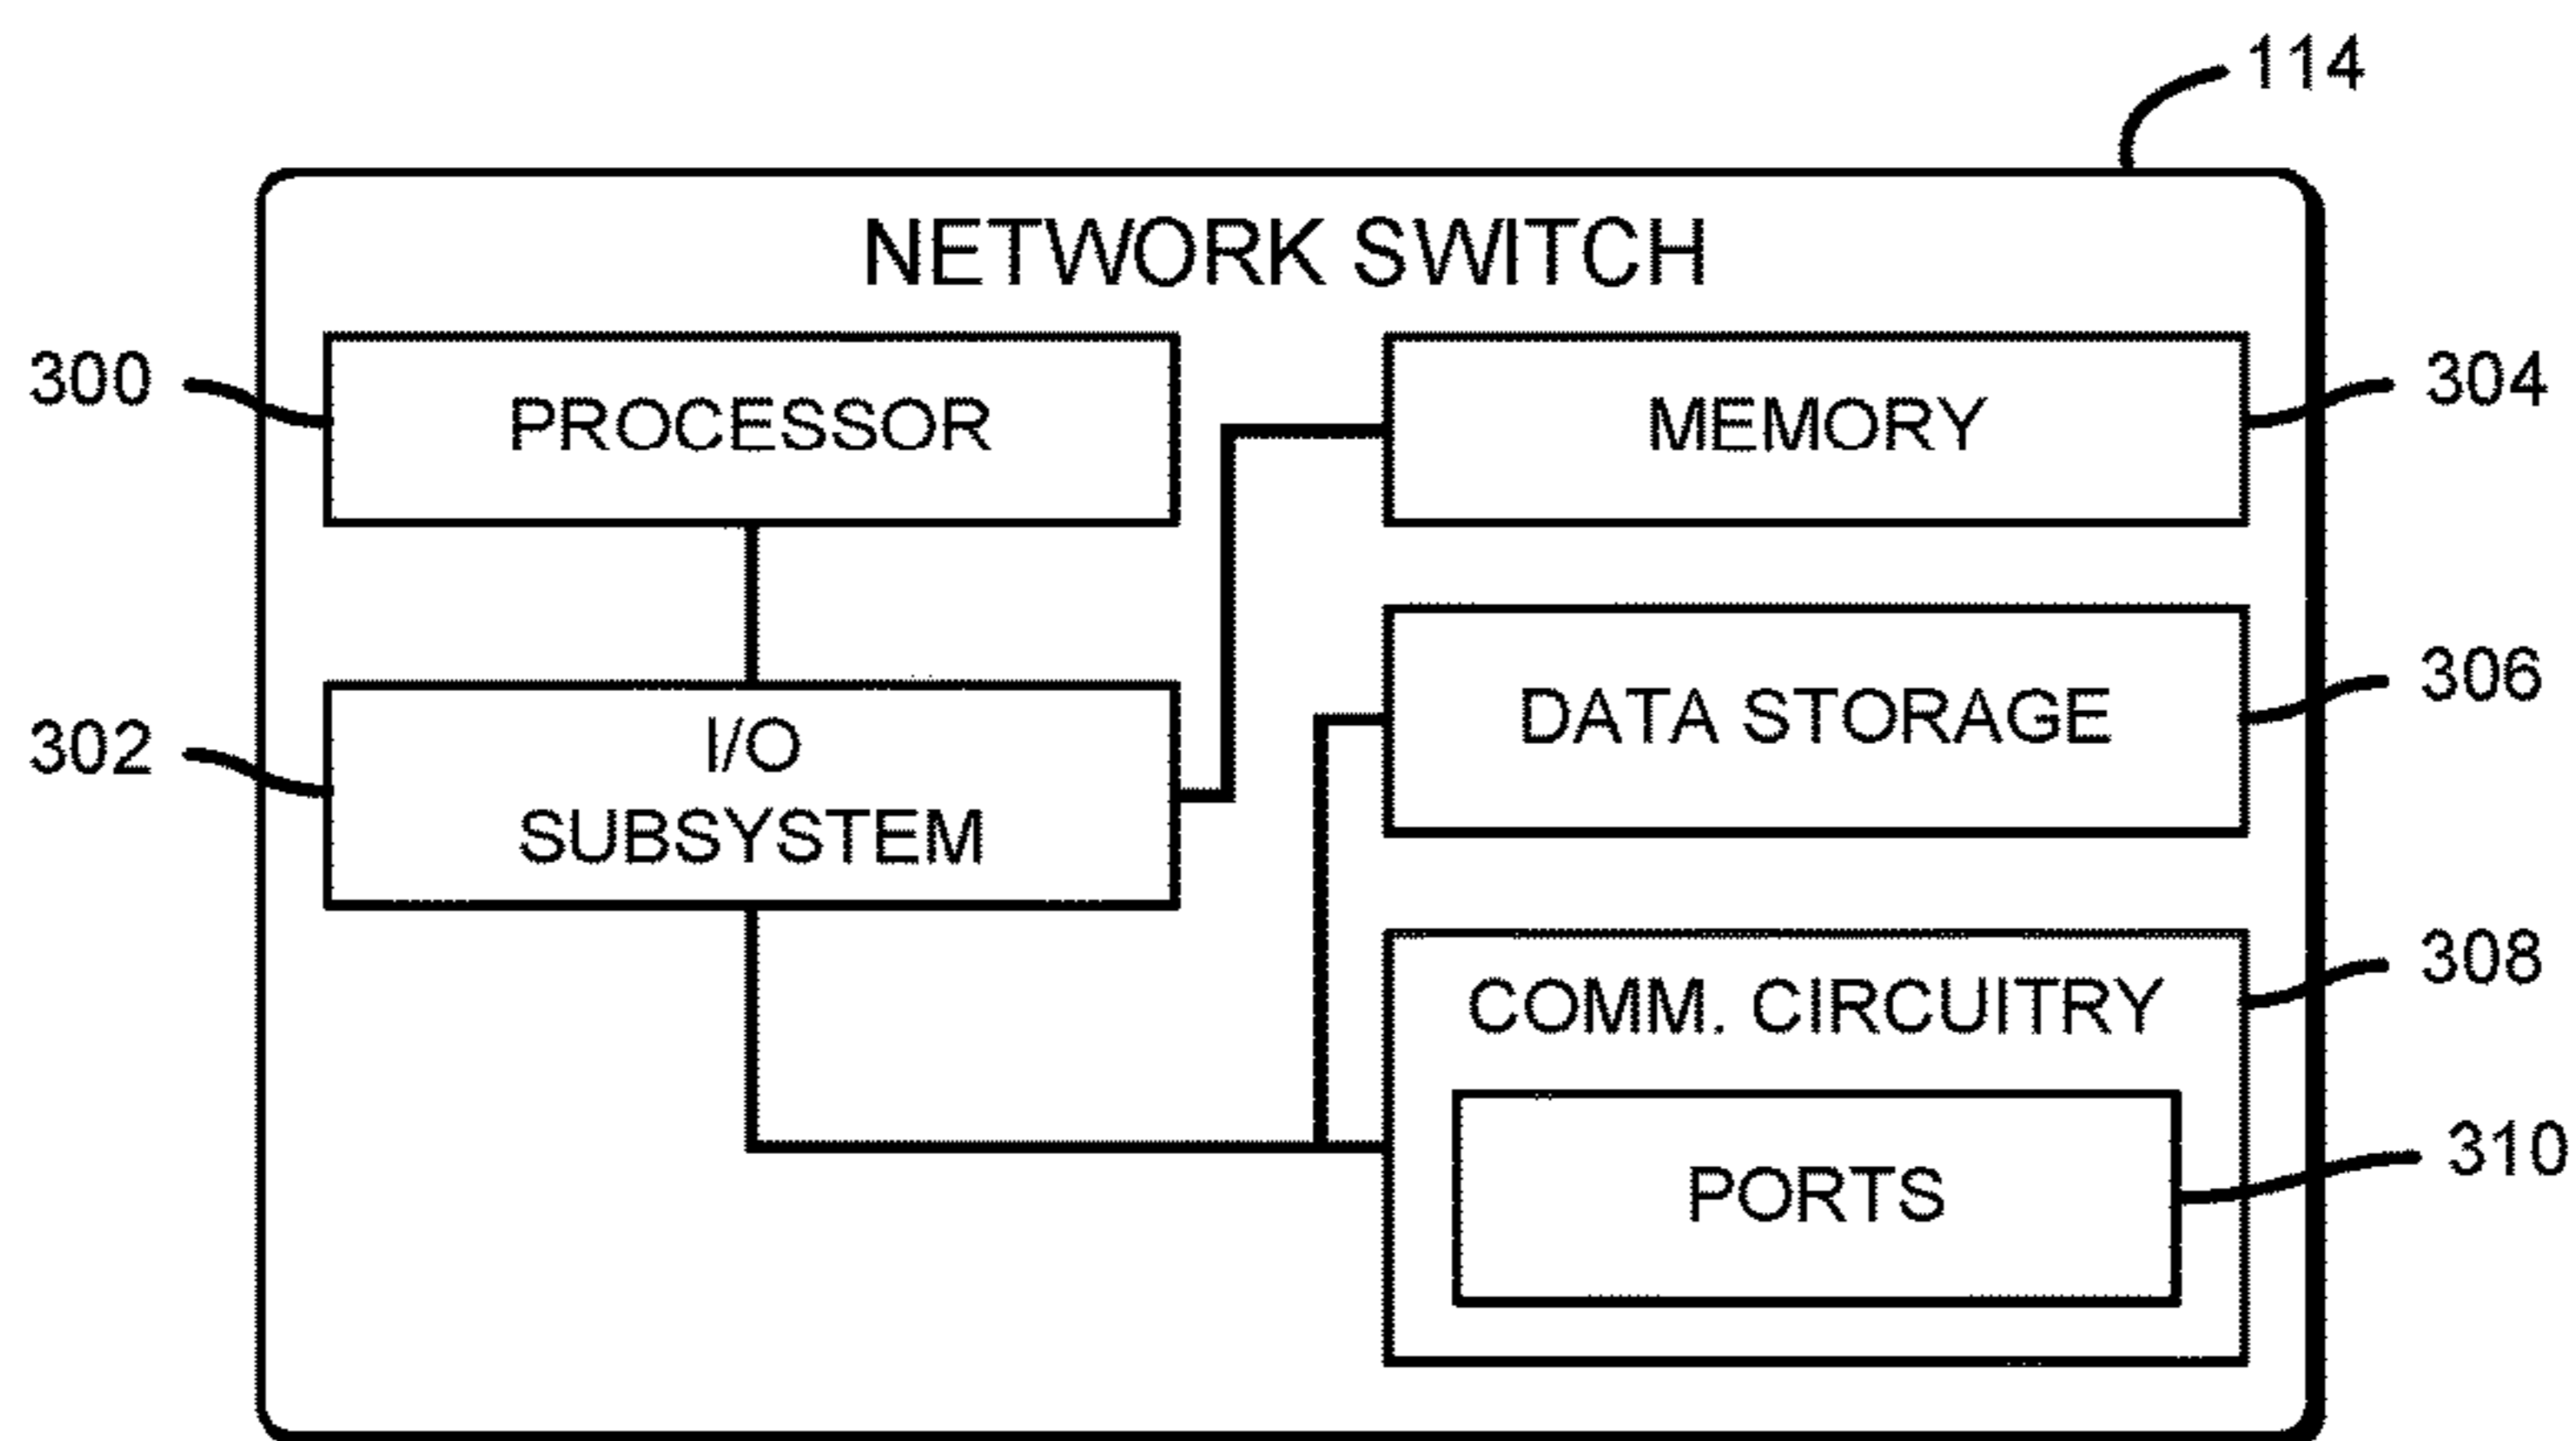 114
NETWORK SWITCH
300
PROCESSOR
MEMORY
304
302
I/O
SUBSYSTEM
DATA STORAGE
306
COMM. CIRCUITRY
308
PORTS
310